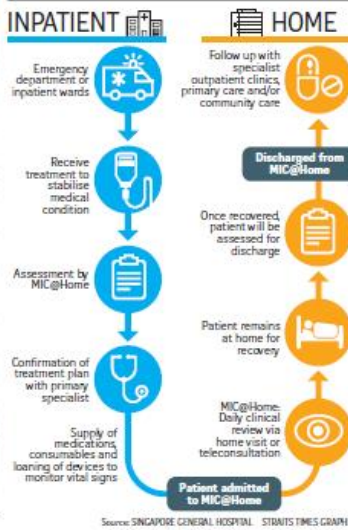 INPATIENT
Emergency
department or
inpatient wards
Receive
treatment to
stabilise
medical
condition
Assessment by
MIC@Home
Confirmation of
treatment plan
with primary
specialist
Supply of
medications,
consumables and
loaning of devices to
monitor vital signs
Patient admitted
to MIC@Home
HOME
MIC@Home:
Daily clinical
review via
home visit or
teleconsultation
Patient remains
at home for
recovery
Once recovered,
patient will be
assessed for
discharge
Discharged from
MIC@Home
Follow up with
specialist
outpatient clinics,
primary care and/or
community care
Source: SINGAPORE GENERAL HOSPITAL STRAITS TIMES GRAPH